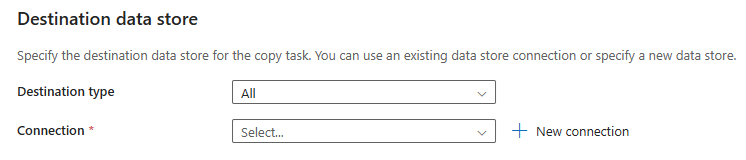 Destination data store
Specify the destination data store for the copy task. You can use an existing data store connection or specify a new data store.
Destination type
All
Connection *
Select...
New connection